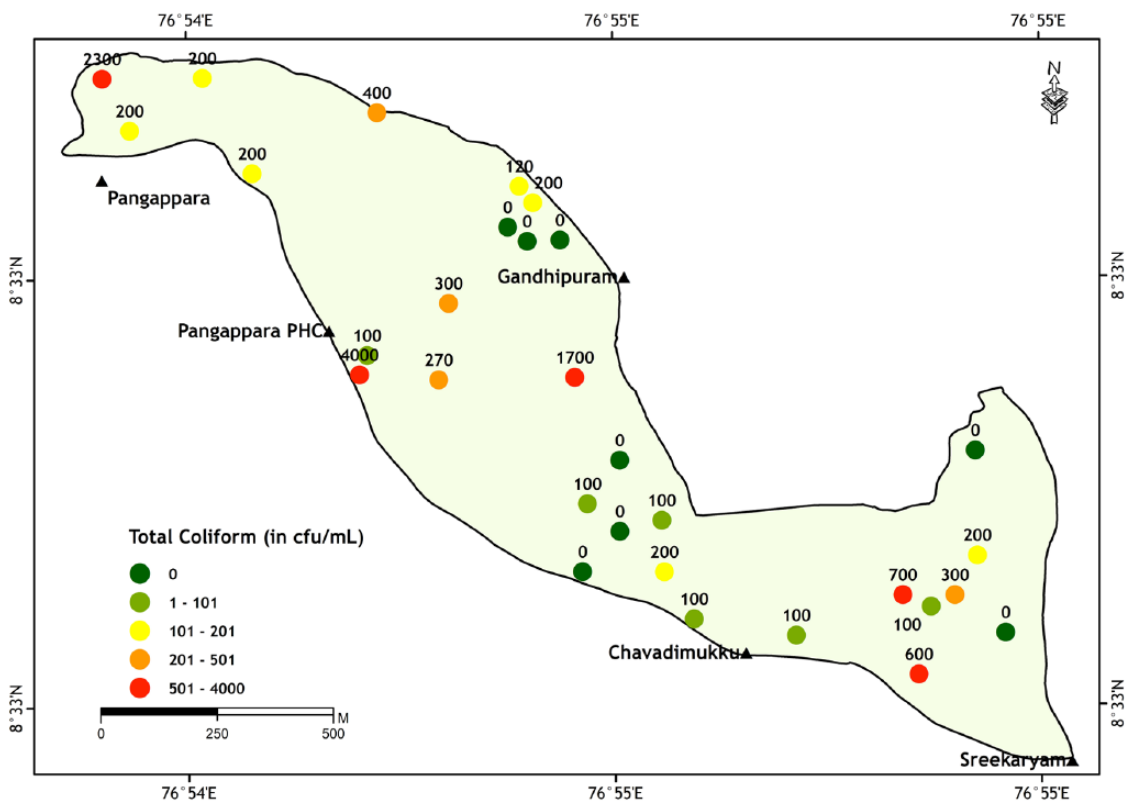 76°54'E
76°55'E
76°55'E
N
2300
200
400
200
200
120
200
0
0
0
Pangappara
8°33'N
8°33'N
Gandhipuram
300
Pangappara PHC
100
4000
270
1700
0
0
100
100
0
0
200
200
700
300
100
100
100
0
Chavadimukku
600
Total Coliform (in cfu/mL)
0
1 - 101
101 - 201
201 - 501
501 - 4000
0
250
500
M
8°33'N
8°33'N
Sreekaryam
76°54'E
76°55'E
76°55'E